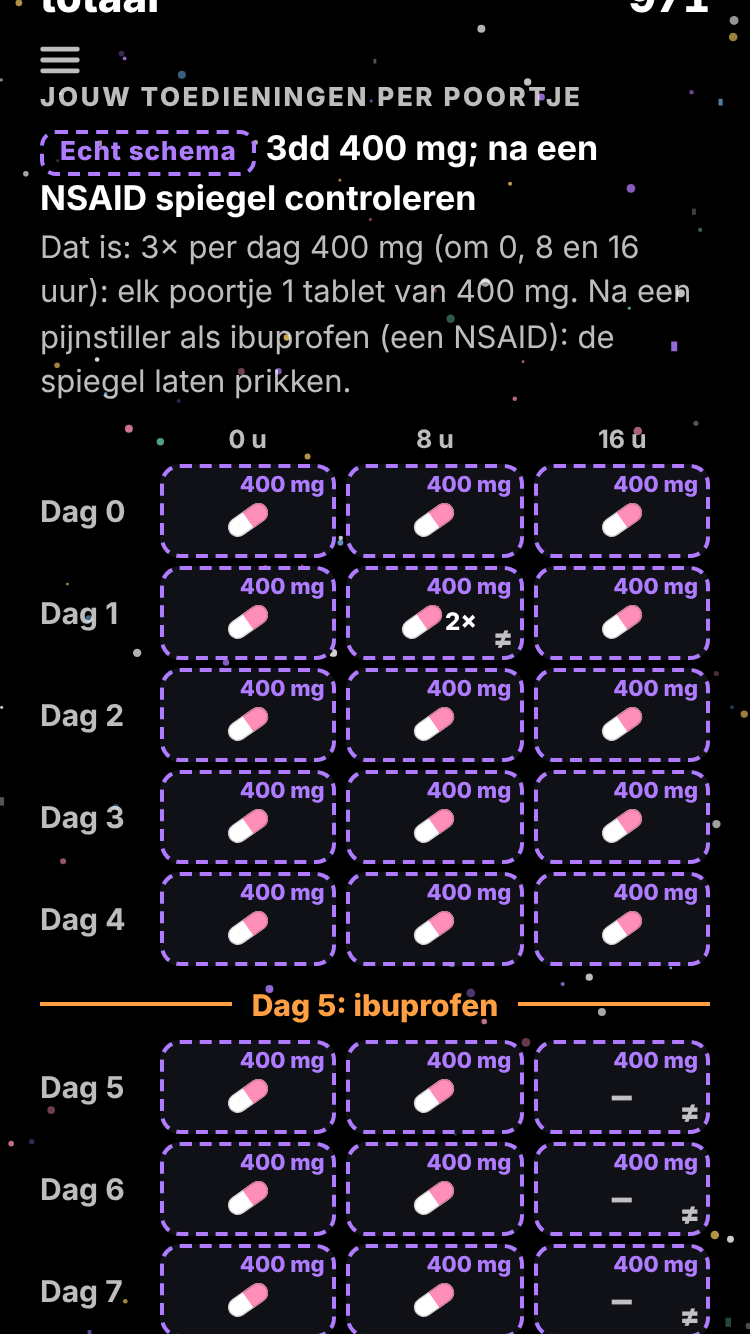 totaal 971
JOUW TOEDIENINGEN PER POORTJE
Echt schema 3dd 400 mg; na een
NSAID spiegel controleren
Dat is: 3× per dag 400 mg (om 0, 8 en 16
uur): elk poortje 1 tablet van 400 mg. Na een
pijnstiller als ibuprofen (een NSAID): de
spiegel laten prikken.
0 u 8 u 16 u
400 mg 400 mg 400 mg
Dag 0
400 mg 400 mg 400 mg
Dag 1 2× ≠
400 mg 400 mg 400 mg
Dag 2
400 mg 400 mg 400 mg
Dag 3
400 mg 400 mg 400 mg
Dag 4
Dag 5: ibuprofen
400 mg 400 mg 400 mg
Dag 5 – ≠
400 mg 400 mg 400 mg
Dag 6 – ≠
400 mg 400 mg 400 mg
Dag 7 – ≠